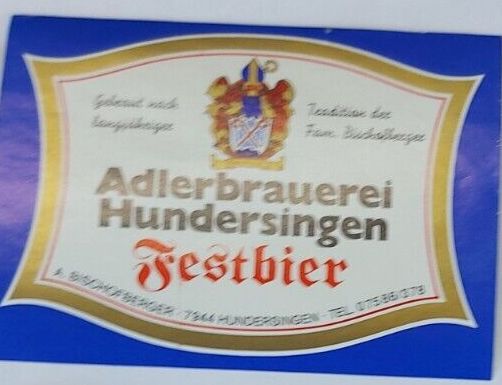 Gebraut nach
langjähriger
Tradition der
Fam. Bischofberger
Adlerbrauerei
Hundersingen
Festbier
A. BISCHOFBERGER · 7944 HUNDERSINGEN · TEL. 07586/378